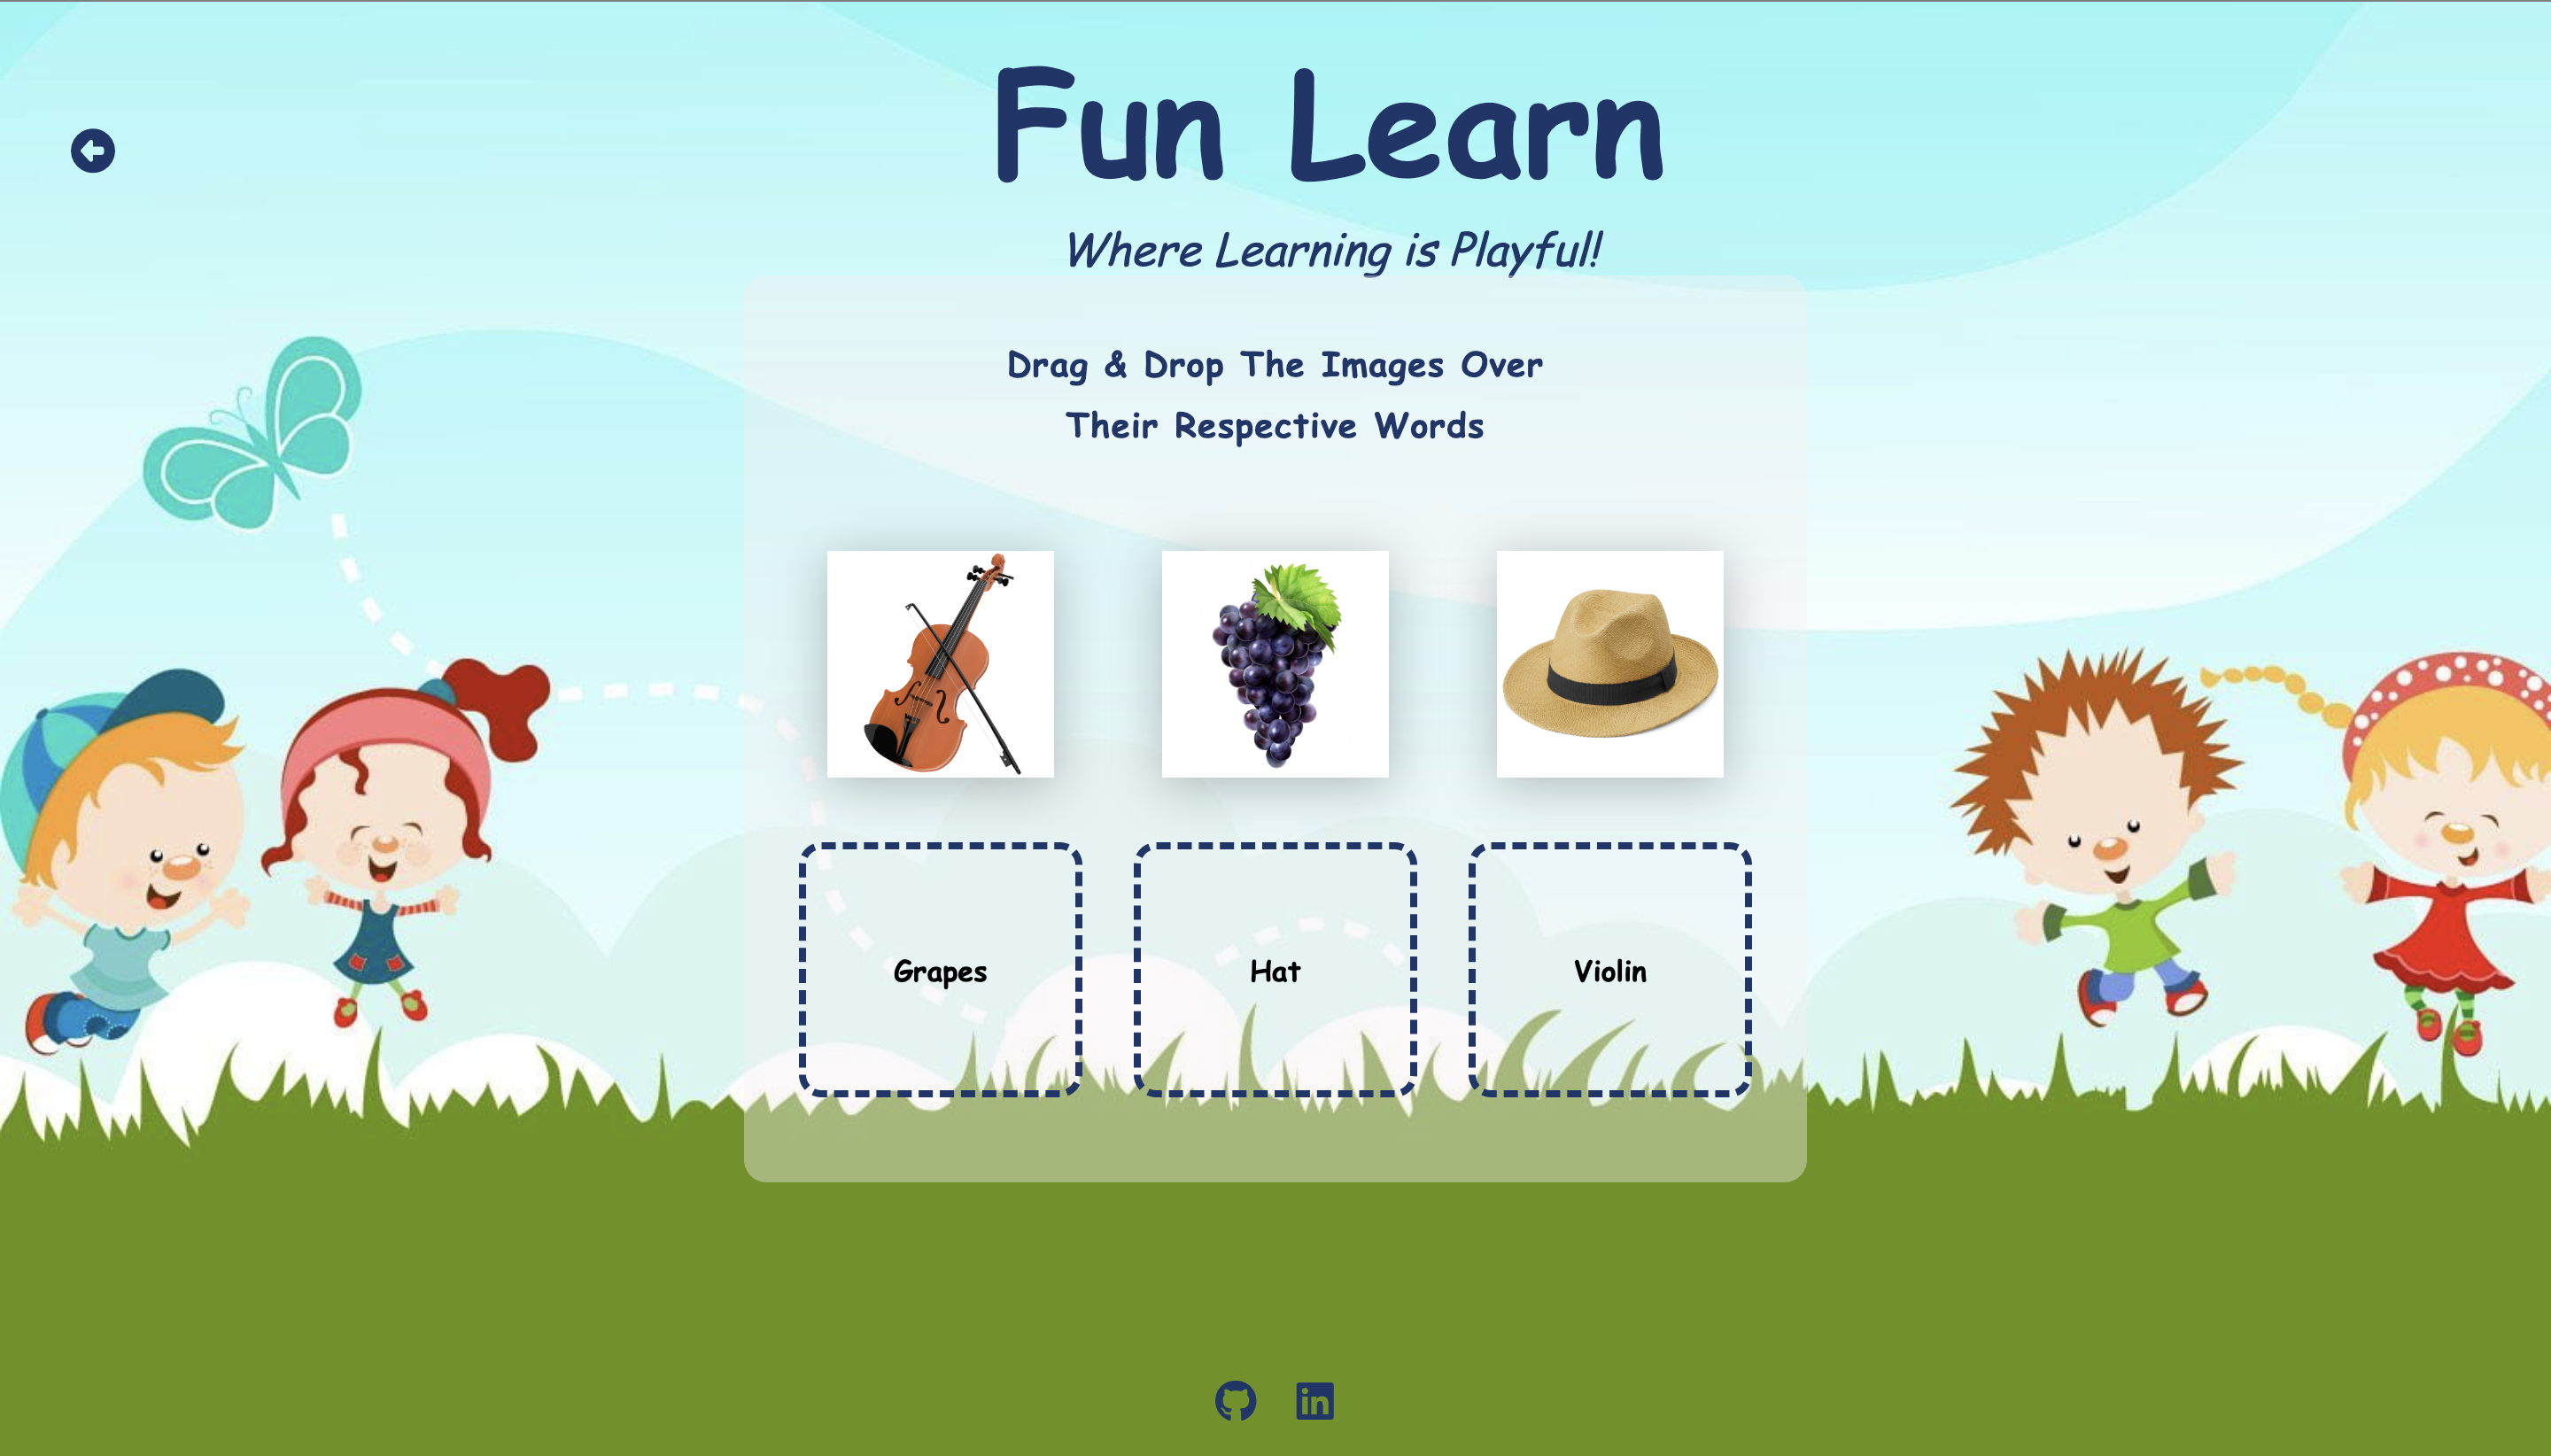 Fun Learn
Where Learning is Playful!
Drag & Drop The Images Over
Their Respective Words
Grapes
Hat
Violin
in